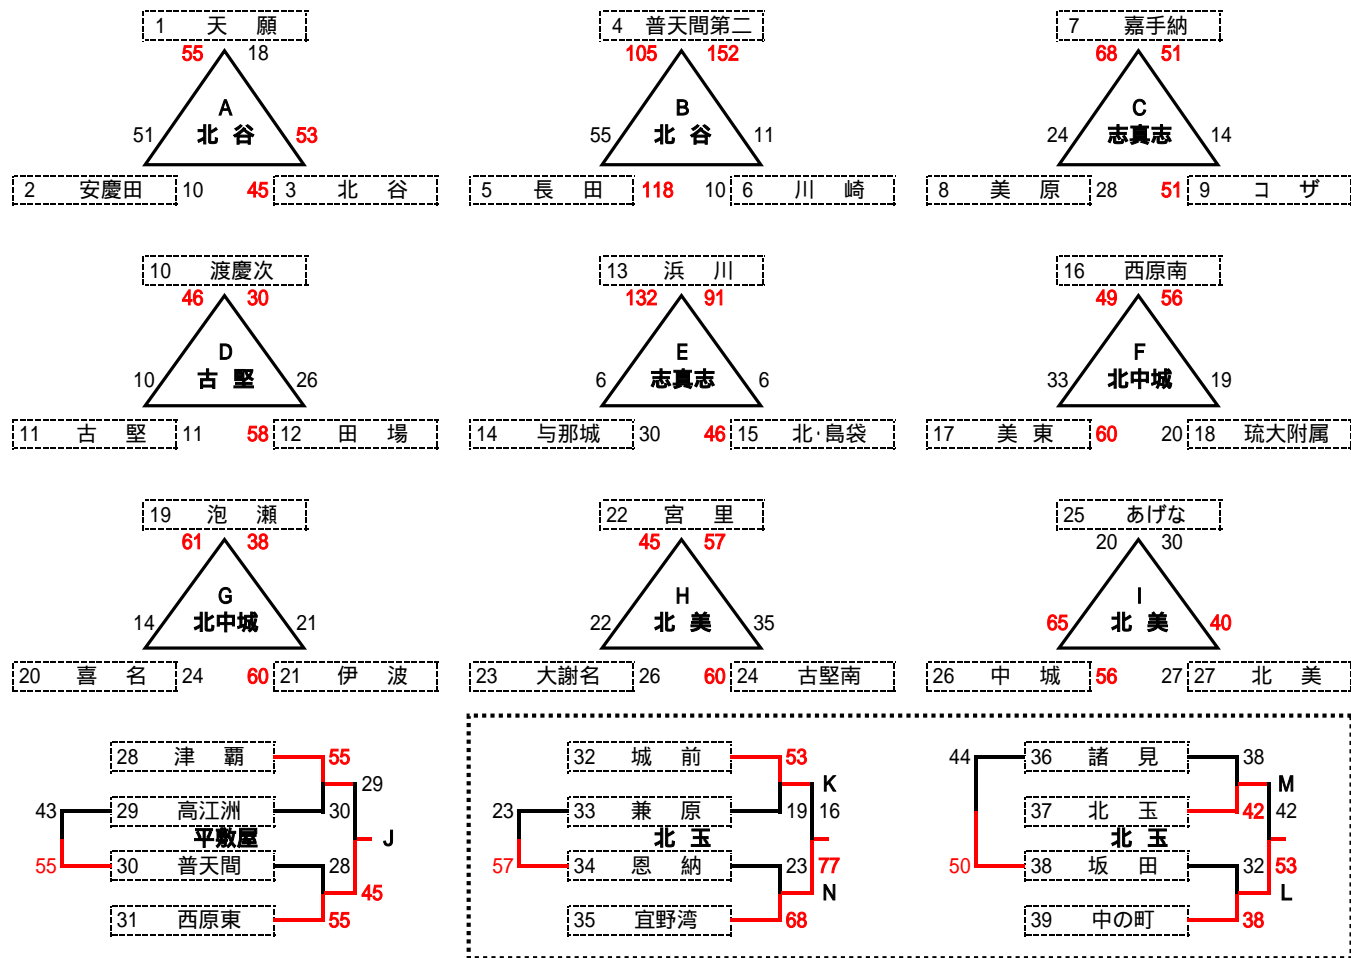 1 天 願
4 普天間第二
7 嘉手納
55 18
105 152
68 51
A
B
C
51 北 谷 53
55 北 谷 11
24 志真志 14
2 安慶田 10 45 3 北 谷
5 長 田 118 10 6 川 崎
8 美 原 28 51 9 コ ザ
10 渡慶次
13 浜 川
16 西原南
46 30
132 91
49 56
D
E
F
10 古 堅 26
6 志真志 6
33 北中城 19
11 古 堅 11 58 12 田 場
14 与那城 30 46 15 北・島袋
17 美 東 60 20 18 琉大附属
19 泡 瀬
22 宮 里
25 あげな
61 38
45 57
20 30
G
H
I
14 北中城 21
22 北 美 35
65 北 美 40
20 喜 名 24 60 21 伊 波
23 大謝名 26 60 24 古堅南
26 中 城 56 27 27 北 美
28 津 覇 55
29
43 29 高江洲 30
平敷屋 J
55 30 普天間 28
45
31 西原東 55
32 城 前 53
K
23 33 兼 原 19 16
北 玉
57 34 恩 納 23 77
N
35 宜野湾 68
44 36 諸 見 38
M
37 北 玉 42 42
北 玉
50 38 坂 田 32 53
L
39 中の町 38